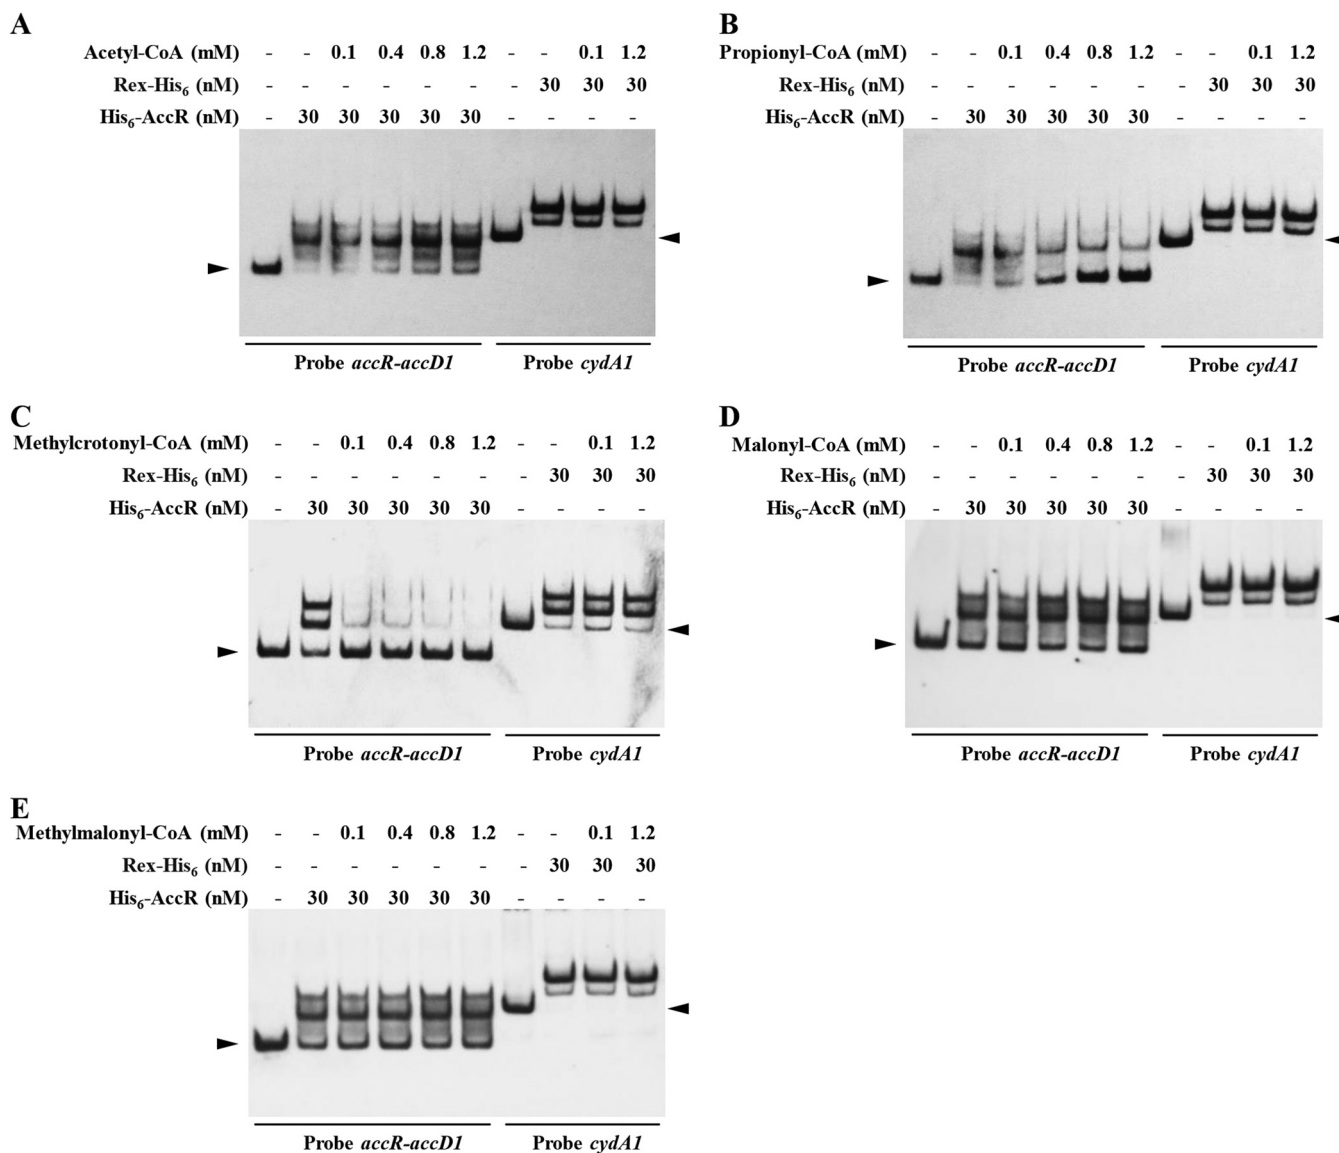 A
Acetyl-CoA (mM) - - 0.1 0.4 0.8 1.2 - - 0.1 1.2
Rex-His₆ (nM) - - - - - - - 30 30 30
His₆-AccR (nM) - 30 30 30 30 30 - - - -
Probe accR-accD1 Probe cydA1
B
Propionyl-CoA (mM) - - 0.1 0.4 0.8 1.2 - - 0.1 1.2
Rex-His₆ (nM) - - - - - - - 30 30 30
His₆-AccR (nM) - 30 30 30 30 30 - - - -
Probe accR-accD1 Probe cydA1
C
Methylcrotonyl-CoA (mM) - - 0.1 0.4 0.8 1.2 - - 0.1 1.2
Rex-His₆ (nM) - - - - - - - 30 30 30
His₆-AccR (nM) - 30 30 30 30 30 - - - -
Probe accR-accD1 Probe cydA1
D
Malonyl-CoA (mM) - - 0.1 0.4 0.8 1.2 - - 0.1 1.2
Rex-His₆ (nM) - - - - - - - 30 30 30
His₆-AccR (nM) - 30 30 30 30 30 - - - -
Probe accR-accD1 Probe cydA1
E
Methylmalonyl-CoA (mM) - - 0.1 0.4 0.8 1.2 - - 0.1 1.2
Rex-His₆ (nM) - - - - - - - 30 30 30
His₆-AccR (nM) - 30 30 30 30 30 - - - -
Probe accR-accD1 Probe cydA1